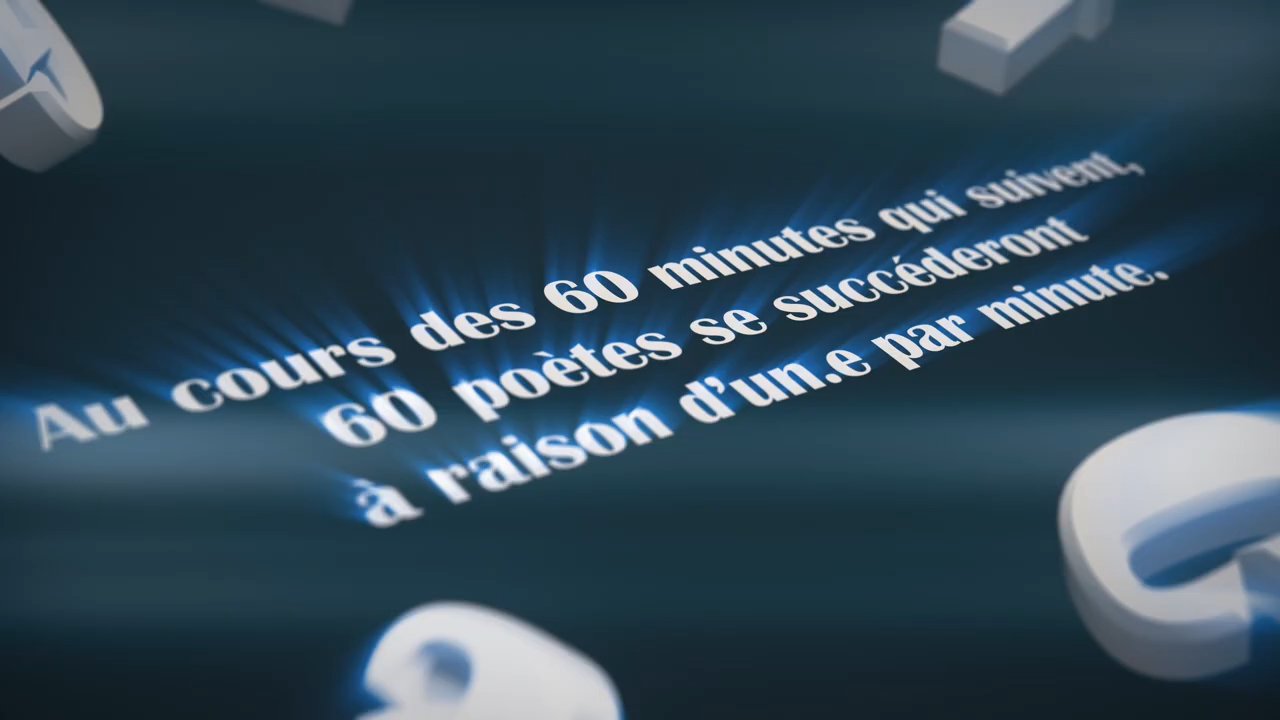 Au cours des 60 minutes qui suivent,
60 poètes se succéderont
à raison d’un.e par minute.